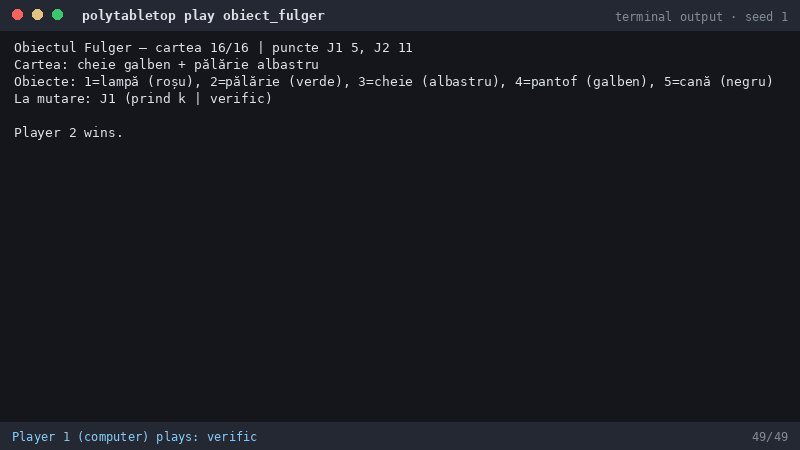 polytabletop play obiect_fulger
terminal output · seed 1
Obiectul Fulger — cartea 16/16 | puncte J1 5, J2 11
Cartea: cheie galben + pălărie albastru
Obiecte: 1=lampă (roșu), 2=pălărie (verde), 3=cheie (albastru), 4=pantof (galben), 5=cană (negru)
La mutare: J1 (prind k | verific)
Player 2 wins.
Player 1 (computer) plays: verific
49/49